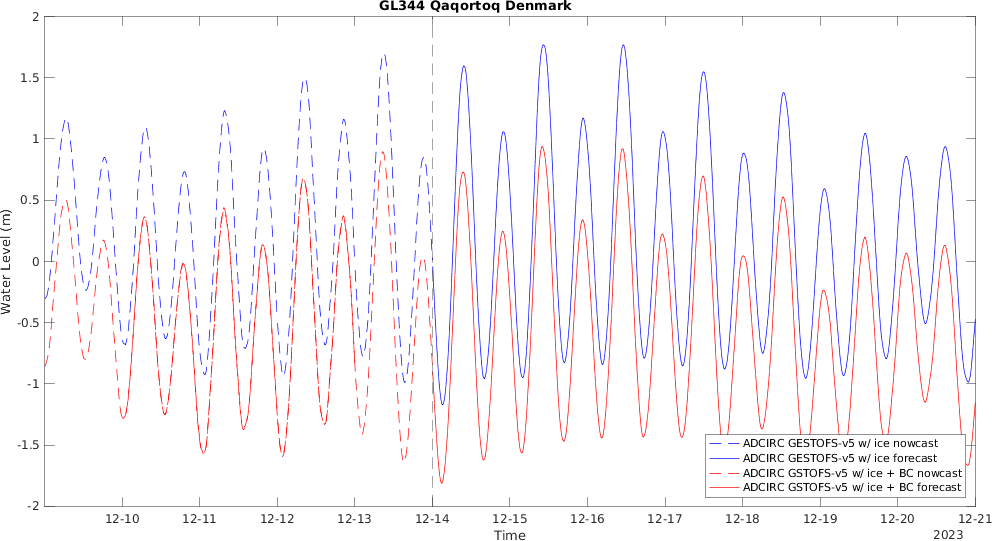 GL344 Qaqortoq Denmark
2
1.5
1
0.5
0
-0.5
-1
-1.5
-2
Water Level (m)
12-10 12-11 12-12 12-13 12-14 12-15 12-16 12-17 12-18 12-19 12-20 12-21
Time
2023
ADCIRC GESTOFS-v5 w/ ice nowcast
ADCIRC GESTOFS-v5 w/ ice forecast
ADCIRC GSTOFS-v5 w/ ice + BC nowcast
ADCIRC GSTOFS-v5 w/ ice + BC forecast